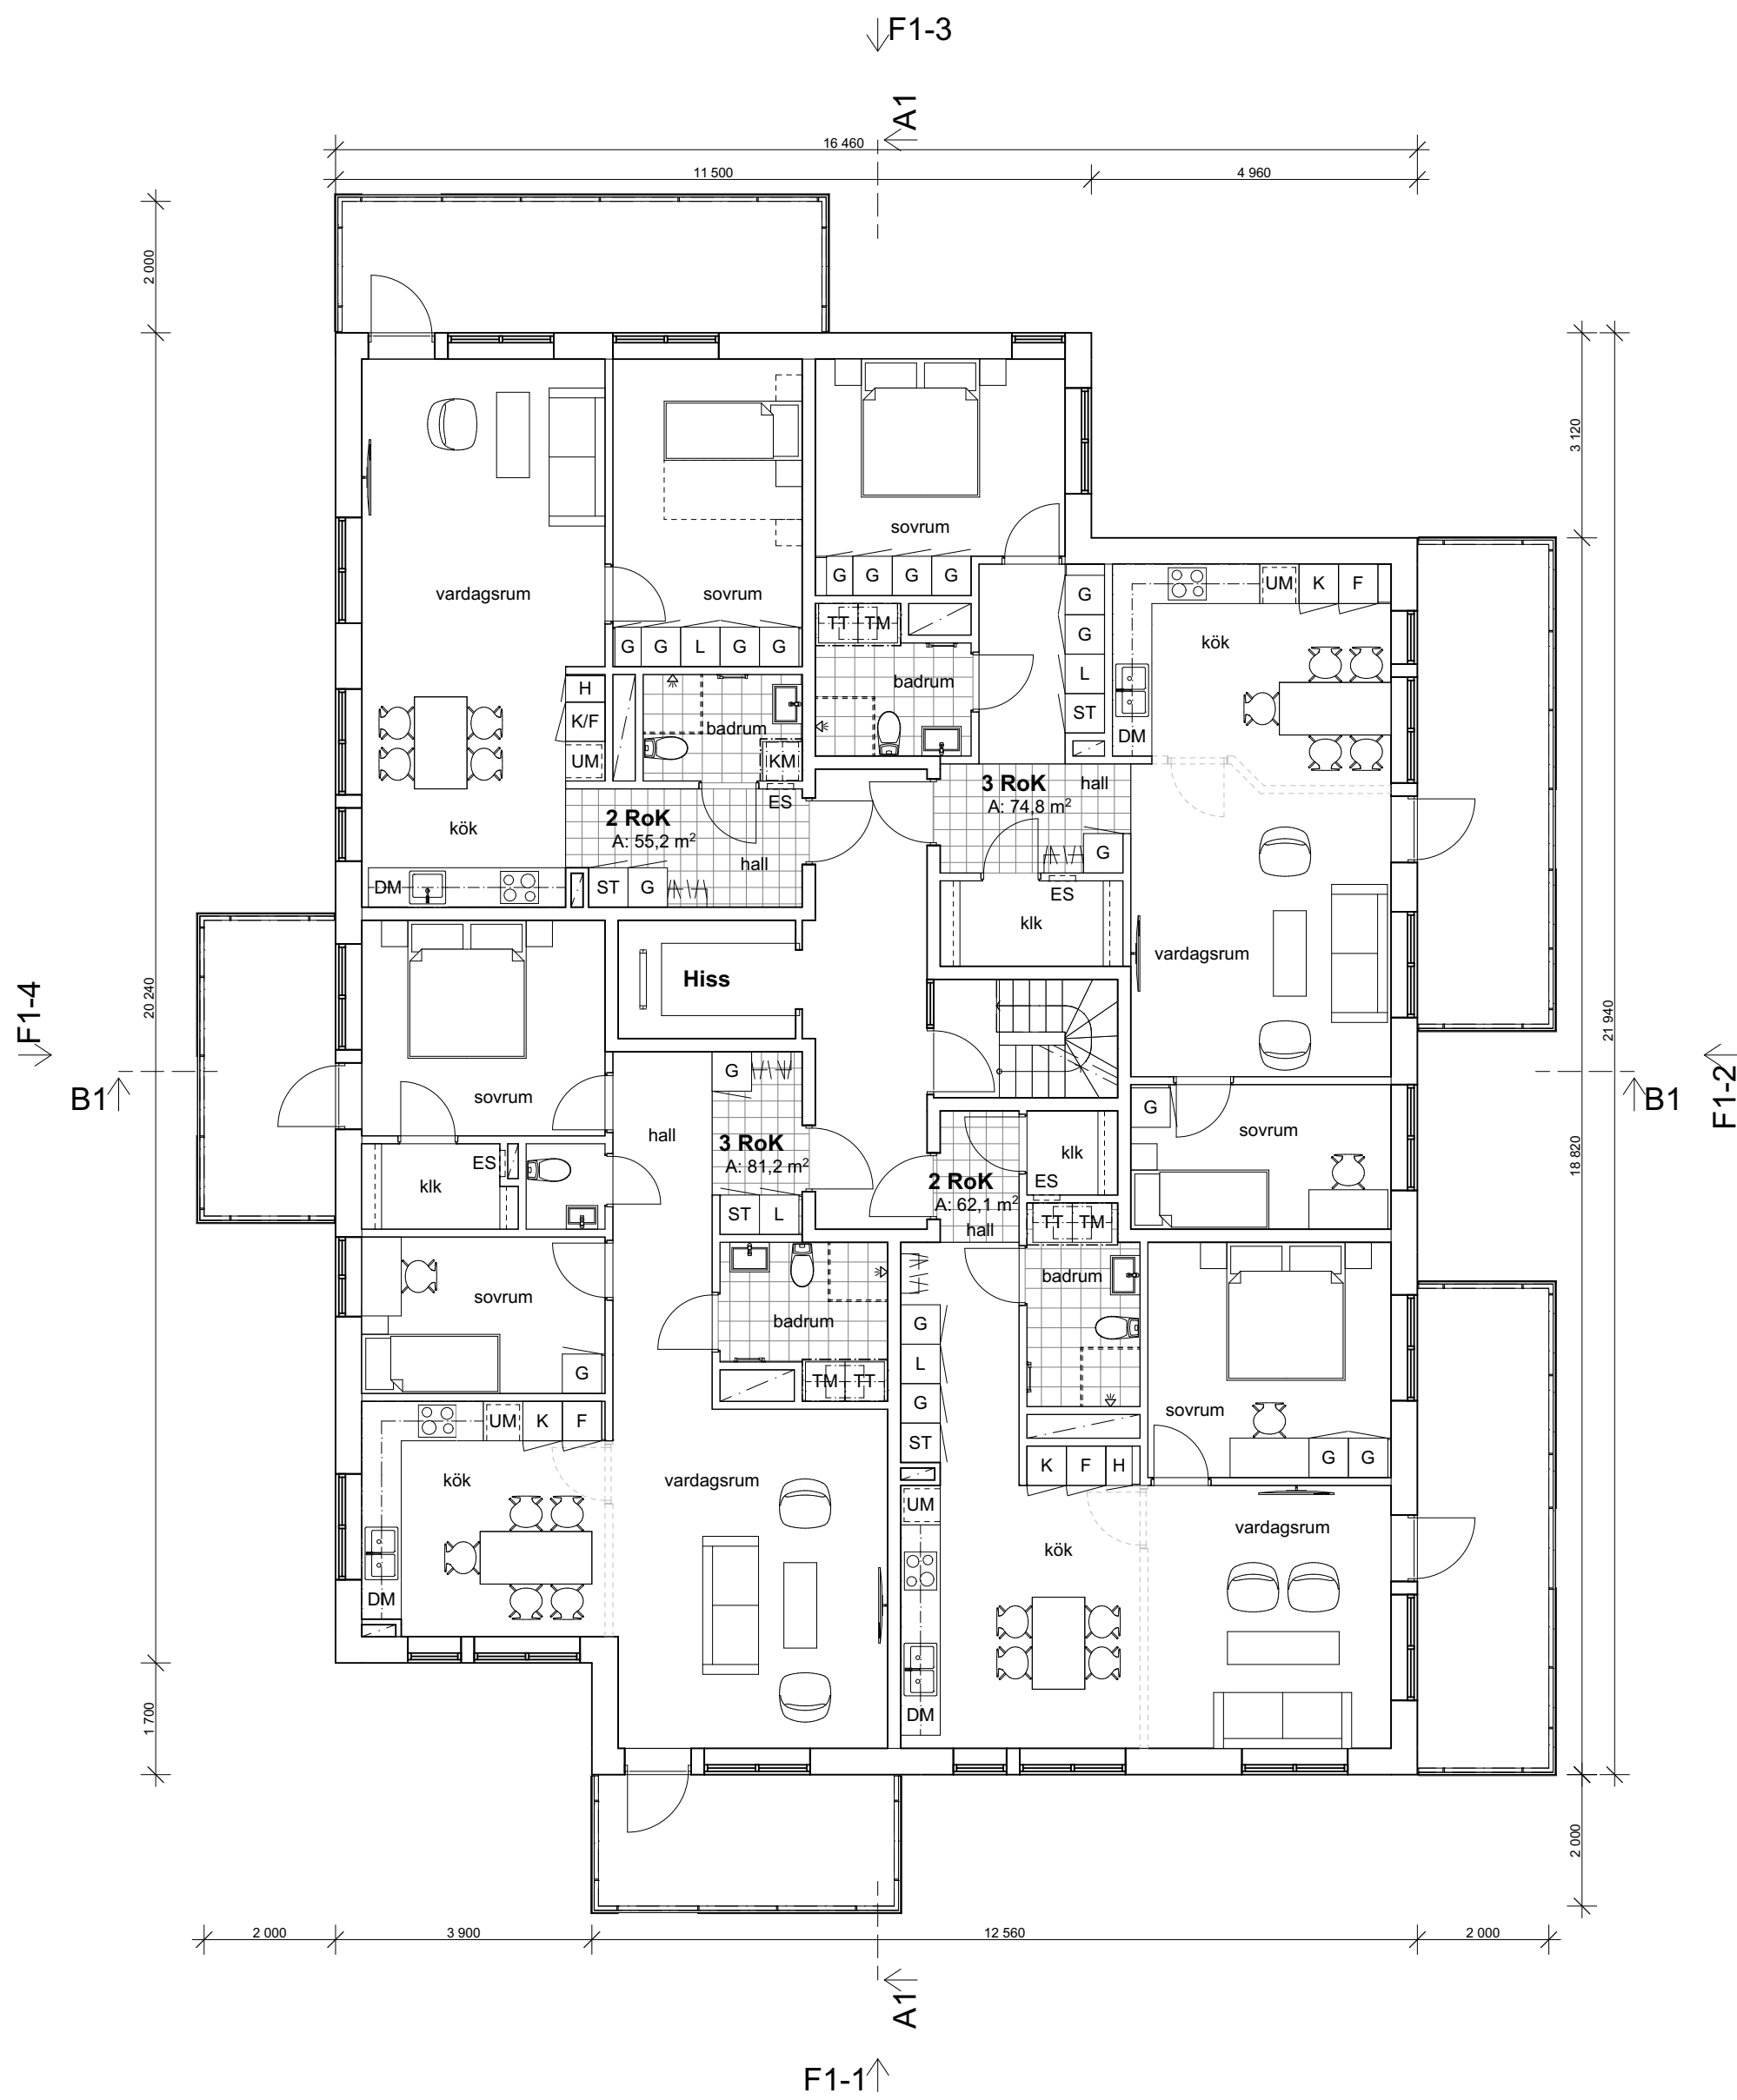 F1-3
A1
16 460
11 500
4 960
2 000
3 120
sovrum
G G G G
vardagsrum
sovrum
G G L G G
TT TM
G
G
L
ST
UM K F
kök
H
K/F
UM
badrum
KM
badrum
DM
ES
2 RoK
A: 55,2 m²
hall
kök
DM
ST G
3 RoK
hall
A: 74,8 m²
G
ES
klk
vardagsrum
Hiss
F1-4
20 240
21 940
B1
B1
F1-2
sovrum
G
hall
3 RoK
A: 81,2 m²
klk
ES
ST L
klk
ES
2 RoK
A: 62,1 m²
hall
TT TM
G
sovrum
18 820
sovrum
G
badrum
TM TT
badrum
G
L
G
ST
sovrum
G G
UM K F
kök
vardagsrum
K F H
UM
DM
kök
vardagsrum
DM
1 700
2 000
2 000
3 900
12 560
2 000
A1
F1-1